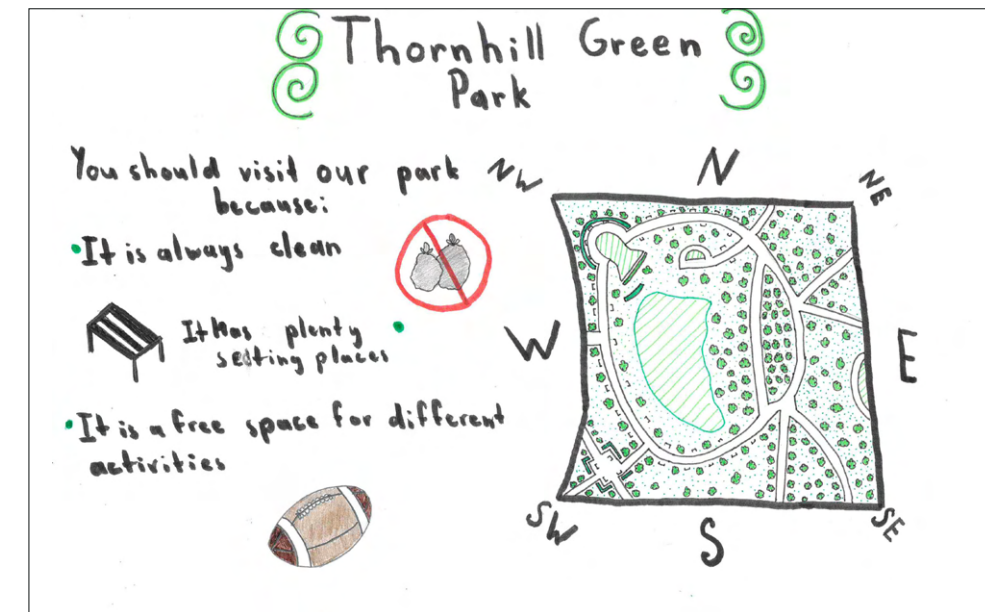 Thornhill Green
Park
You should visit our park
because:
•It is always clean
It Has plenty •
seating places
•It is a free space for different
activities
NW
N
NE
W
E
SW
S
SE